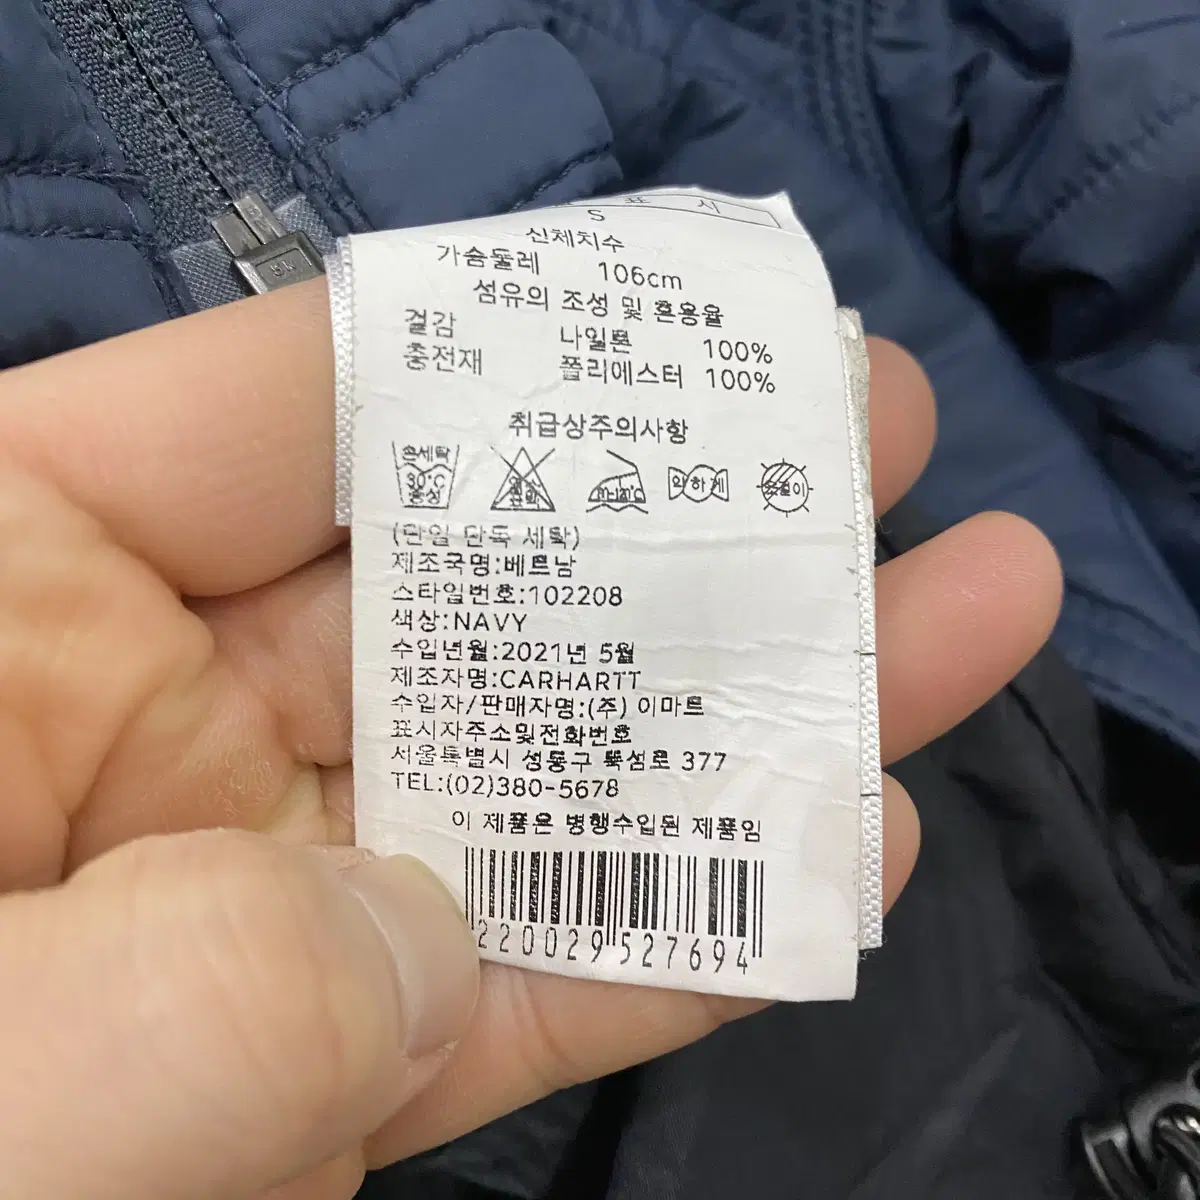 표 시
S
신체치수
가슴둘레 106cm
섬유의 조성 및 혼용율
겉감 나일론 100%
충전재 폴리에스터 100%
취급상주의사항
손세탁 30°C 중성
약하게
(단일 단독 세탁)
제조국명:베트남
스타일번호:102208
색상:NAVY
수입년월:2021년 5월
제조자명:CARHARTT
수입자/판매자명:(주) 이마트
표시자주소및전화번호
서울특별시 성동구 뚝섬로 377
TEL:(02)380-5678
이 제품은 병행수입된 제품임
220029 527694